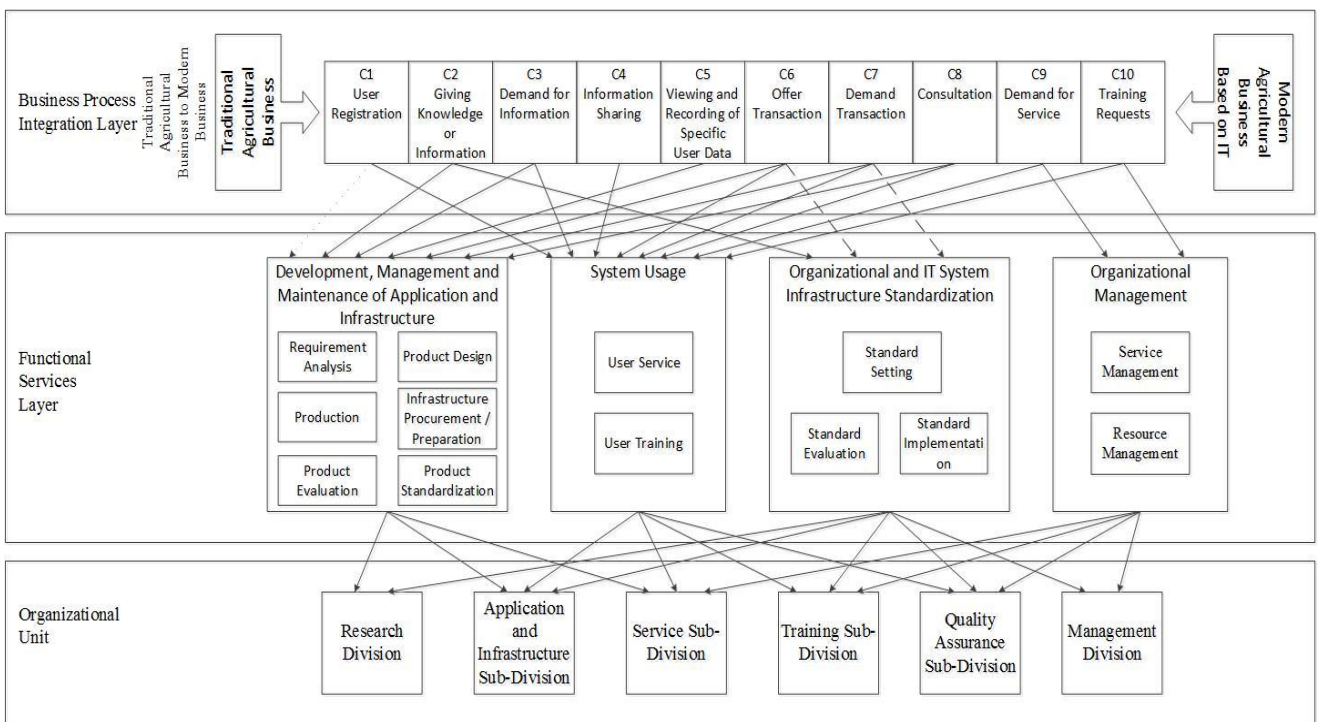 Business Process
Integration Layer
Traditional
Agricultural
Business to Modern
Business
Traditional
Agricultural
Business
C1
User
Registration
C2
Giving
Knowledge
or
Information
C3
Demand for
Information
C4
Information
Sharing
C5
Viewing and
Recording of
Specific
User Data
C6
Offer
Transaction
C7
Demand
Transaction
C8
Consultation
C9
Demand for
Service
C10
Training
Requests
Modern
Agricultural
Business
Based on IT
Functional
Services
Layer
Development, Management and
Maintenance of Application and
Infrastructure
Requirement
Analysis
Product Design
Production
Infrastructure
Procurement /
Preparation
Product
Evaluation
Product
Standardization
System Usage
User Service
User Training
Organizational and IT System
Infrastructure Standardization
Standard
Setting
Standard
Evaluation
Standard
Implementati
on
Organizational
Management
Service
Management
Resource
Management
Organizational
Unit
Research
Division
Application
and
Infrastructure
Sub-Division
Service Sub-
Division
Training Sub-
Division
Quality
Assurance
Sub-Division
Management
Division